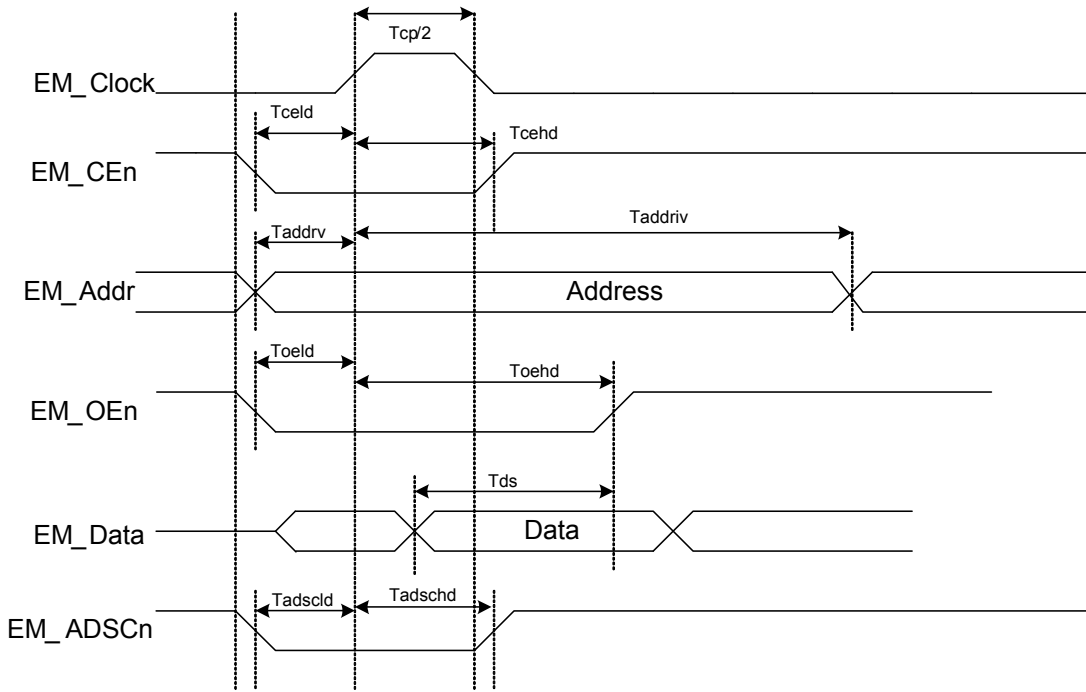 Tcp/2
EM_Clock
Tceld
Tcehd
EM_CEn
Taddrv
Taddriv
EM_Addr
Address
Toeld
Toehd
EM_OEn
Tds
EM_Data
Data
Tadscld
Tadschd
EM_ADSCn